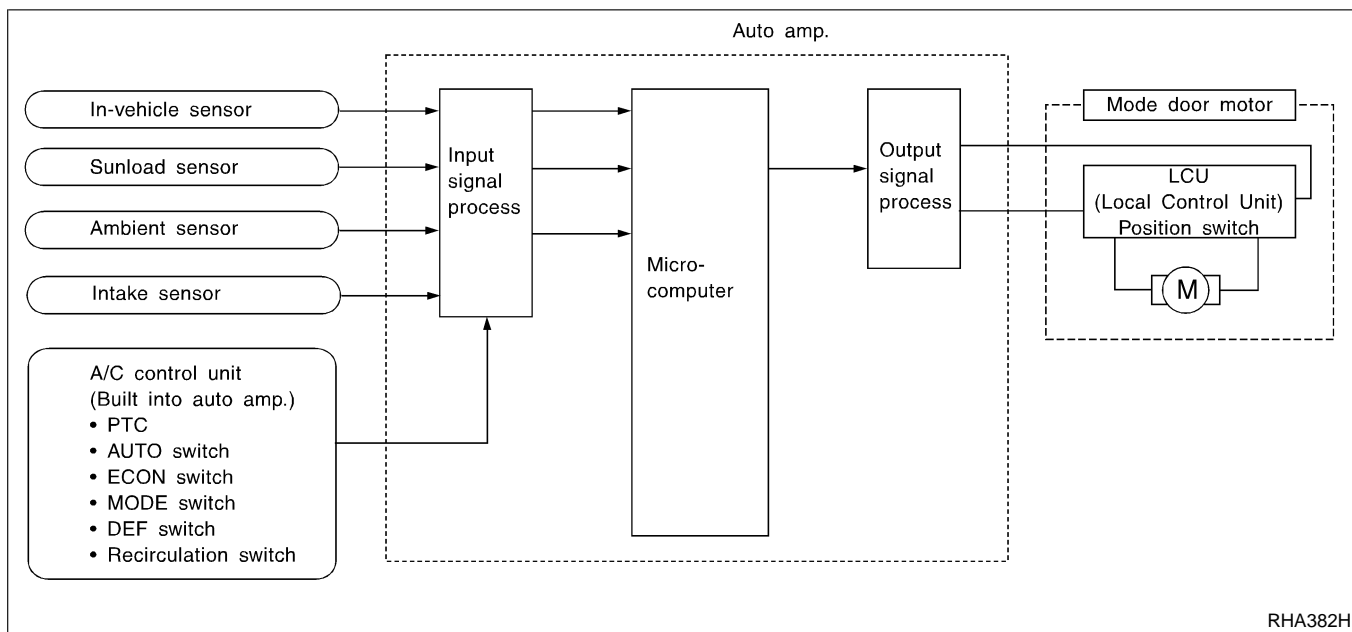 Auto amp.
In-vehicle sensor
Sunload sensor
Ambient sensor
Intake sensor
A/C control unit
(Built into auto amp.)
• PTC
• AUTO switch
• ECON switch
• MODE switch
• DEF switch
• Recirculation switch
Input
signal
process
Micro-
computer
Output
signal
process
Mode door motor
LCU
(Local Control Unit)
Position switch
M
RHA382H